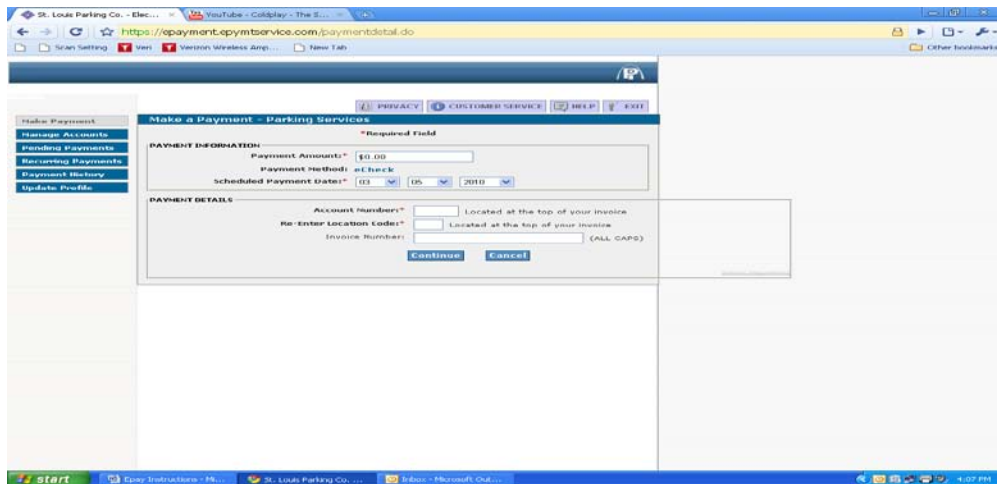 St. Louis Parking Co. - Elec...
YouTube - Coldplay - The S...
https://epayment.epymtservice.com/paymentdetail.do
Scan Setting
Veri
Verizon Wireless Amp...
New Tab
Other bookmarks
PRIVACY
CUSTOMER SERVICE
HELP
EXIT
Make Payment
Manage Accounts
Pending Payments
Recurring Payments
Payment History
Update Profile
Make a Payment - Parking Services
*Required Field
PAYMENT INFORMATION
Payment Amount:* $0.00
Payment Method: eCheck
Scheduled Payment Date:* 03 05 2010
PAYMENT DETAILS
Account Number:* Located at the top of your invoice
Re-Enter Location Code:* Located at the top of your invoice
Invoice Number: (ALL CAPS)
Continue Cancel
start
Epay Instructions - Mi...
St. Louis Parking Co. ...
Inbox - Microsoft Out...
4:07 PM